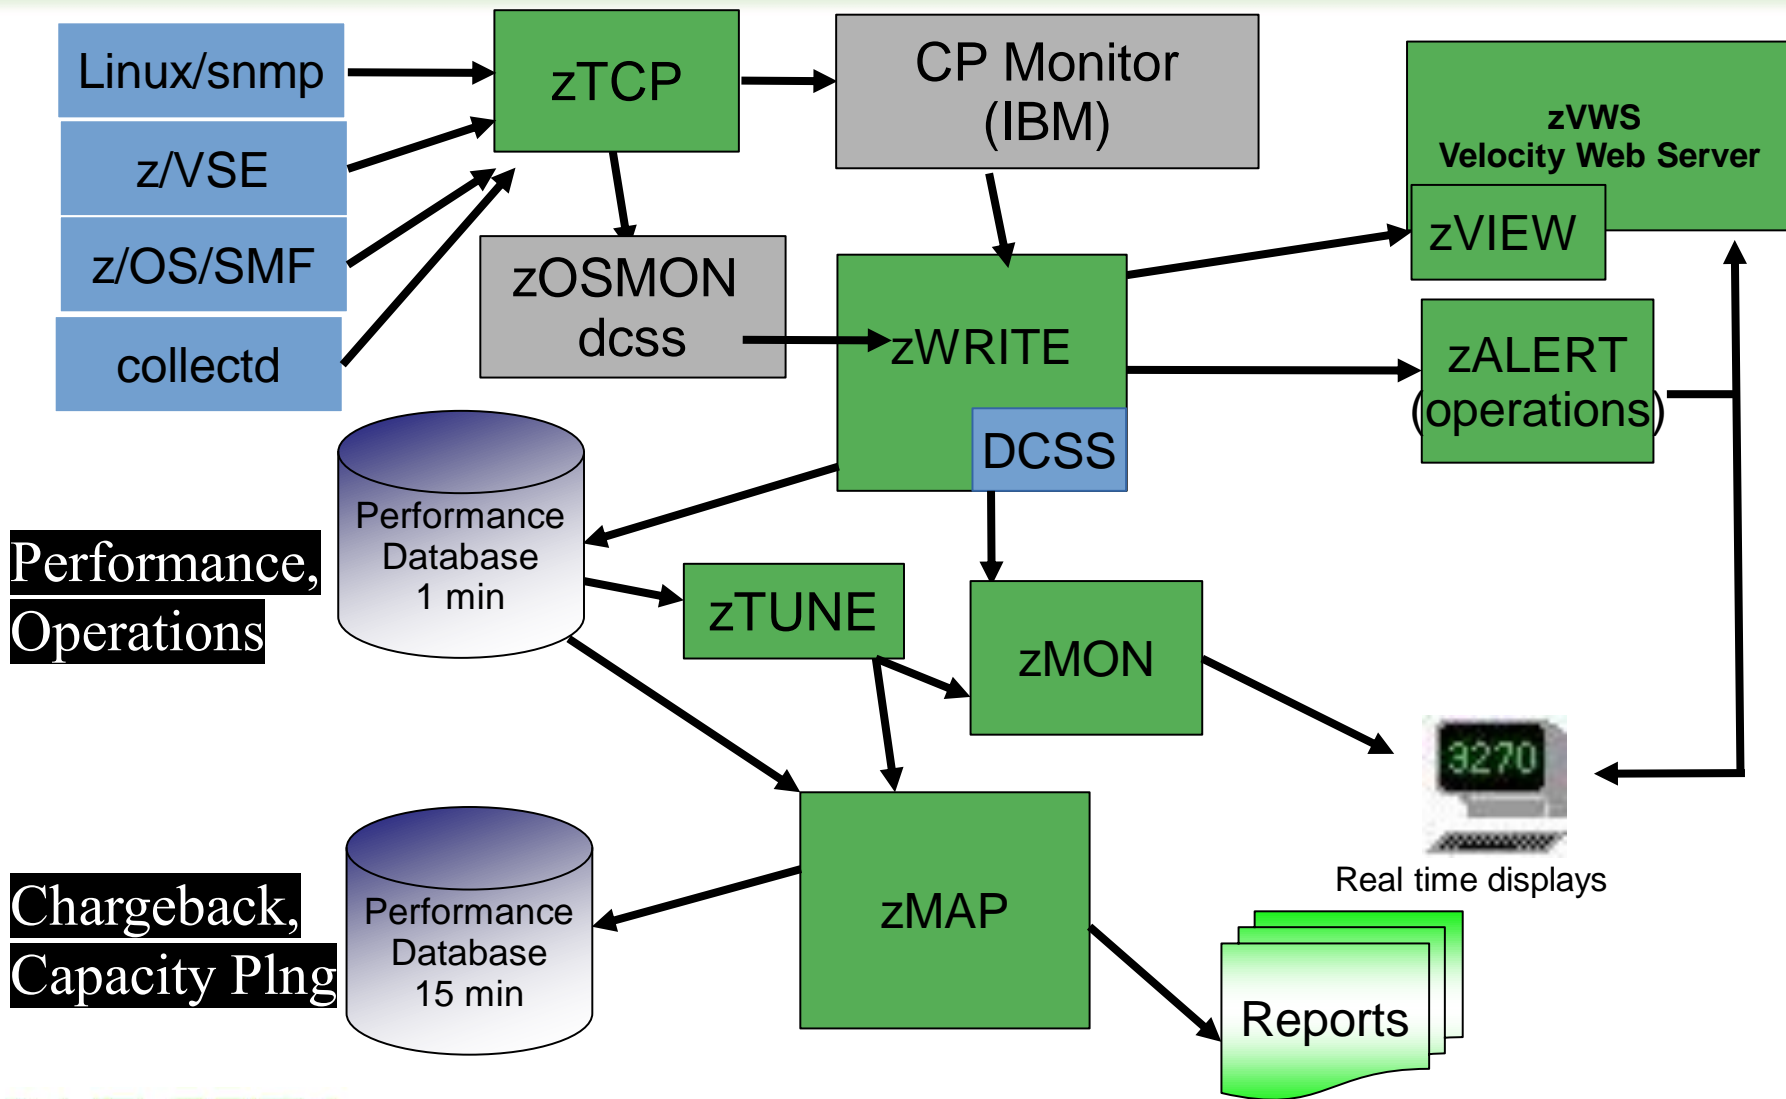 Linux/snmp
z/VSE
z/OS/SMF
collectd
zTCP
CP Monitor
(IBM)
zVWS
Velocity Web Server
zVIEW
zOSMON
dcss
zWRITE
DCSS
zALERT
(operations)
Performance,
Operations
Performance
Database
1 min
zTUNE
zMON
3270
Real time displays
Chargeback,
Capacity Plng
Performance
Database
15 min
zMAP
Reports